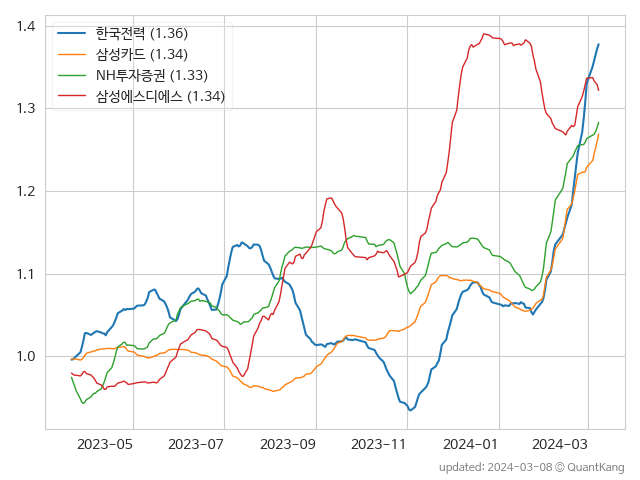 한국전력 (1.36)
삼성카드 (1.34)
NH투자증권 (1.33)
삼성에스디에스 (1.34)
1.4
1.3
1.2
1.1
1.0
2023-05 2023-07 2023-09 2023-11 2024-01 2024-03
updated: 2024-03-08 © QuantKang